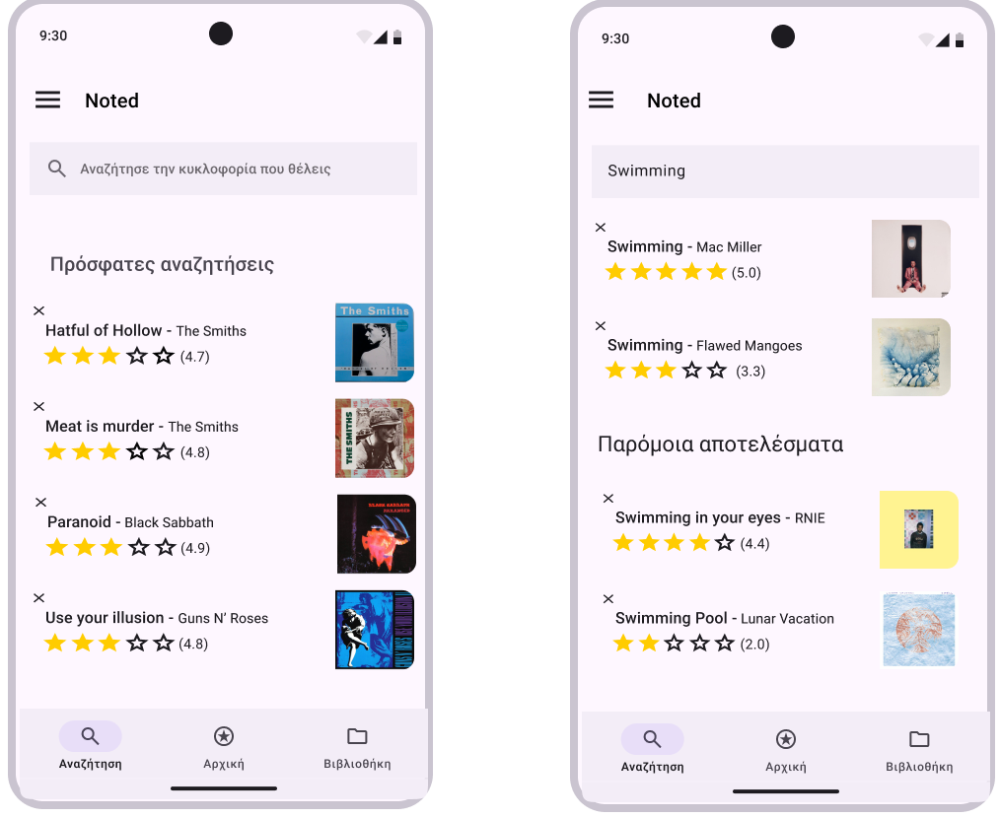 9:30
Noted
Αναζήτησε την κυκλοφορία που θέλεις
Πρόσφατες αναζητήσεις
Hatful of Hollow - The Smiths
(4.7)
The Smiths
Meat is murder - The Smiths
(4.8)
THE SMITHS
Paranoid - Black Sabbath
(4.9)
BLACK SABBATH
PARANOID
Use your illusion - Guns N’ Roses
(4.8)
Αναζήτηση
Αρχική
Βιβλιοθήκη
9:30
Noted
Swimming
Swimming - Mac Miller
(5.0)
Swimming - Flawed Mangoes
(3.3)
Παρόμοια αποτελέσματα
Swimming in your eyes - RNIE
(4.4)
Swimming Pool - Lunar Vacation
(2.0)
Αναζήτηση
Αρχική
Βιβλιοθήκη